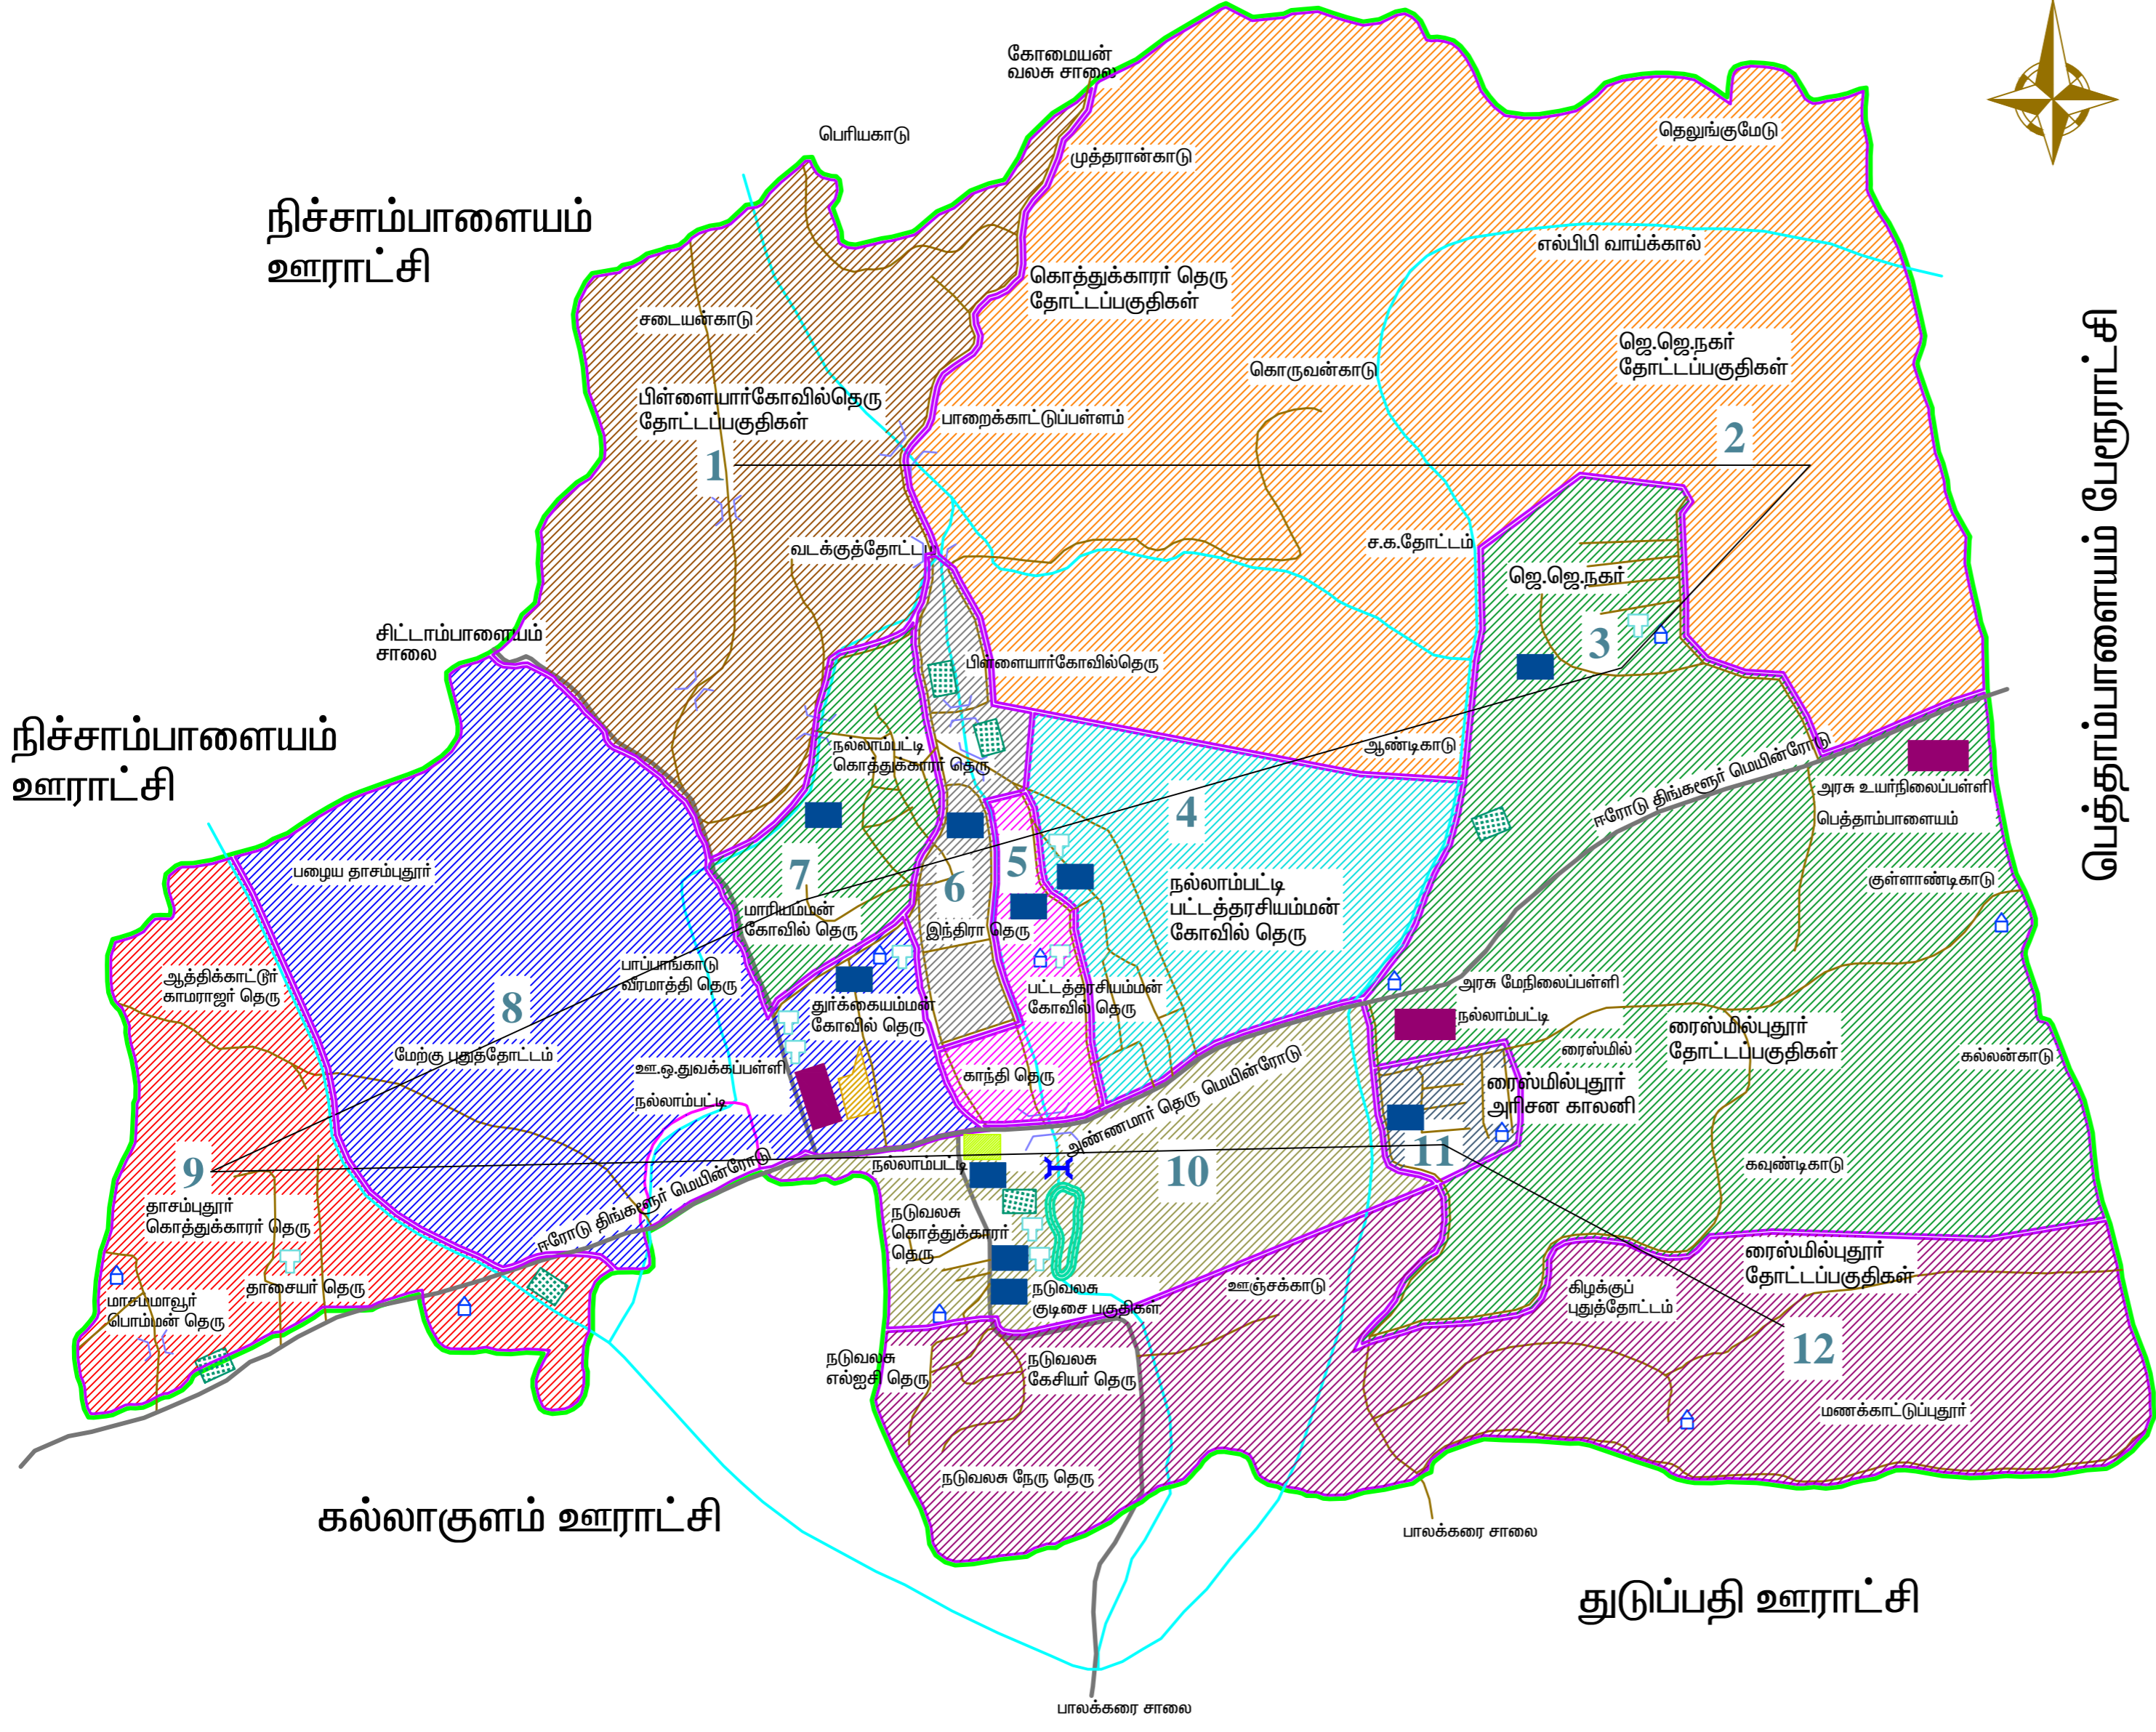 கோமையன்
வலசு சாலை
பெரியகாடு
தெலுங்குமேடு
முத்தரான்காடு
நிச்சாம்பாளையம்
ஊராட்சி
எல்பிபி வாய்க்கால்
கொத்துக்காரர் தெரு
தோட்டப்பகுதிகள்
சடையன்காடு
ஜெ.ஜெ.நகர்
தோட்டப்பகுதிகள்
கொருவன்காடு
பெத்தாம்பாளையம் பேரூராட்சி
பிள்ளையார்கோவில்தெரு
தோட்டப்பகுதிகள்
பாறைக்காட்டுப்பள்ளம்
2
1
வடக்குத்தோட்டம்
ச.க.தோட்டம்
ஜெ.ஜெ.நகர்
சிட்டாம்பாளையம்
சாலை
3
பிள்ளையார்கோவில்தெரு
நிச்சாம்பாளையம்
ஊராட்சி
நல்லாம்பட்டி
கொத்துக்காரர் தெரு
ஆண்டிகாடு
ஈரோடு திங்களூர் மெயின்ரோடு
அரசு உயர்நிலைப்பள்ளி
பெத்தாம்பாளையம்
4
5
6
7
பழைய தாசம்புதூர்
நல்லாம்பட்டி
பட்டத்தரசியம்மன்
கோவில் தெரு
குள்ளாண்டிகாடு
மாரியம்மன்
கோவில் தெரு
இந்திரா தெரு
ஆத்திக்காட்டூர்
காமராஜர் தெரு
பாப்பாங்காடு
வீரமாத்தி தெரு
பட்டத்தரசியம்மன்
கோவில் தெரு
அரசு மேநிலைப்பள்ளி
நல்லாம்பட்டி
8
துர்க்கையம்மன்
கோவில் தெரு
ரைஸ்மில்புதூர்
தோட்டப்பகுதிகள்
ரைஸ்மில்
கல்லன்காடு
மேற்கு புதுத்தோட்டம்
ஊ.ஒ.துவக்கப்பள்ளி
நல்லாம்பட்டி
காந்தி தெரு
ரைஸ்மில்புதூர்
அரிசன காலனி
அண்ணமார் தெரு மெயின்ரோடு
9
நல்லாம்பட்டி
10
11
கவுண்டிகாடு
ஈரோடு திங்களூர் மெயின்ரோடு
தாசம்புதூர்
கொத்துக்காரர் தெரு
நடுவலசு
கொத்துக்காரர்
தெரு
ரைஸ்மில்புதூர்
தோட்டப்பகுதிகள்
தாசையர் தெரு
நடுவலசு
குடிசை பகுதிகள்
ஊஞ்சக்காடு
கிழக்குப்
புதுத்தோட்டம்
மாசம்மாவூர்
பொம்மன் தெரு
12
நடுவலசு
எல்ஐசி தெரு
நடுவலசு
கேசியர் தெரு
மணக்காட்டுப்புதூர்
நடுவலசு நேரு தெரு
கல்லாகுளம் ஊராட்சி
பாலக்கரை சாலை
துடுப்பதி ஊராட்சி
பாலக்கரை சாலை